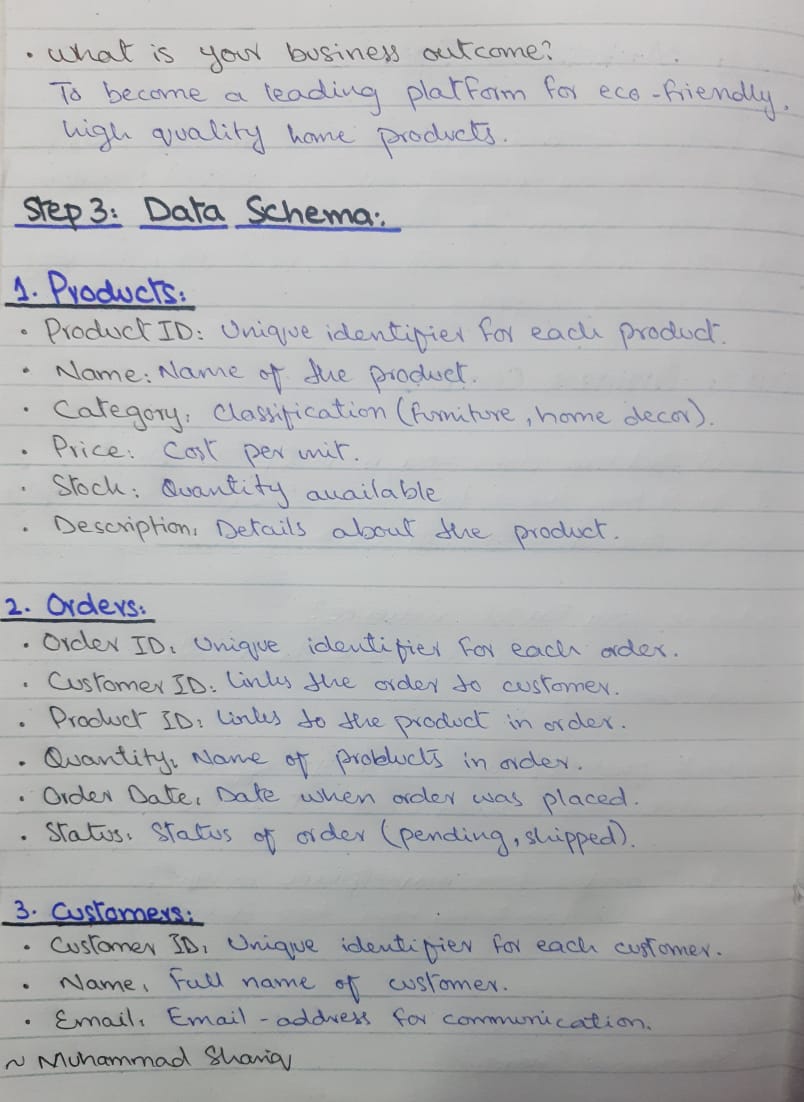 • What is your business outcome?
To become a leading platform for eco-friendly,
high quality home products.
Step 3: Data Schema:
1. Products:
• Product ID: Unique identifier for each product.
• Name: Name of the product.
• Category: Classification (furniture, home decor).
• Price: Cost per unit.
• Stock: Quantity available
• Description: Details about the product.
2. Orders:
• Order ID: Unique identifier for each order.
• Customer ID: Links the order to customer.
• Product ID: Links to the product in order.
• Quantity: Name of products in order.
• Order Date: Date when order was placed.
• Status: Status of order (pending, shipped).
3. Customers:
• Customer ID: Unique identifier for each customer.
• Name: Full name of customer.
• Email: Email-address for communication.
~ Muhammad Shariq